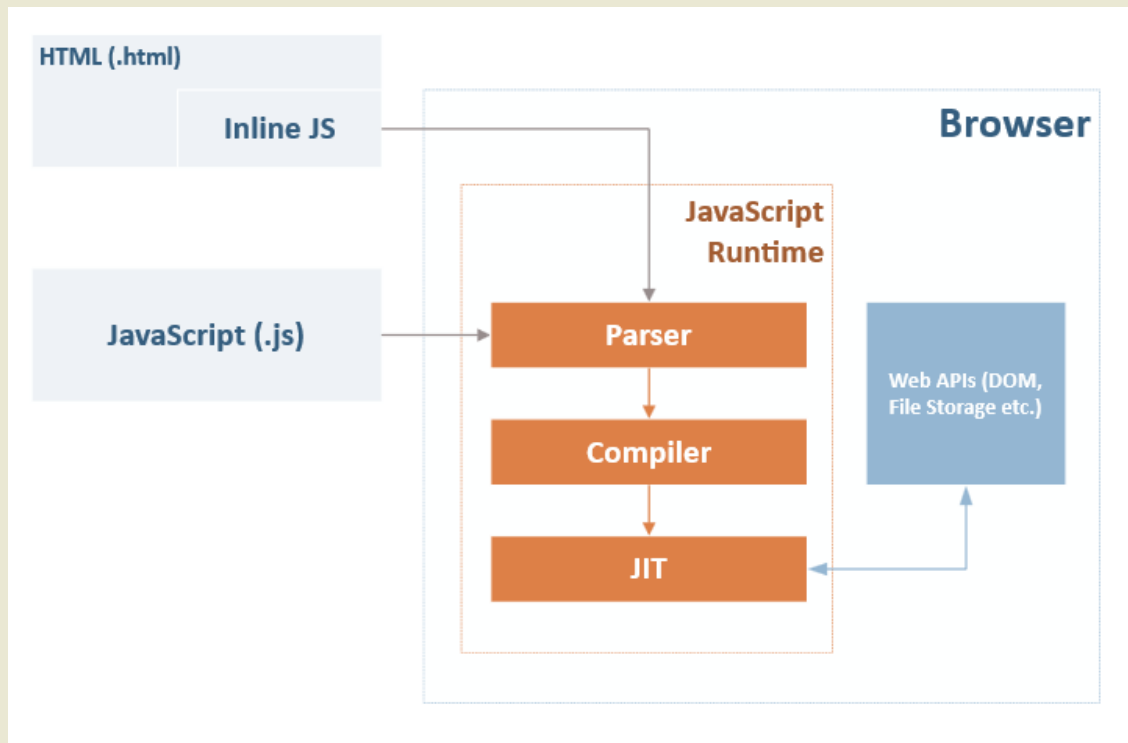 HTML (.html)
Inline JS
Browser
JavaScript
Runtime
JavaScript (.js)
Parser
Web APIs (DOM,
File Storage etc.)
Compiler
JIT